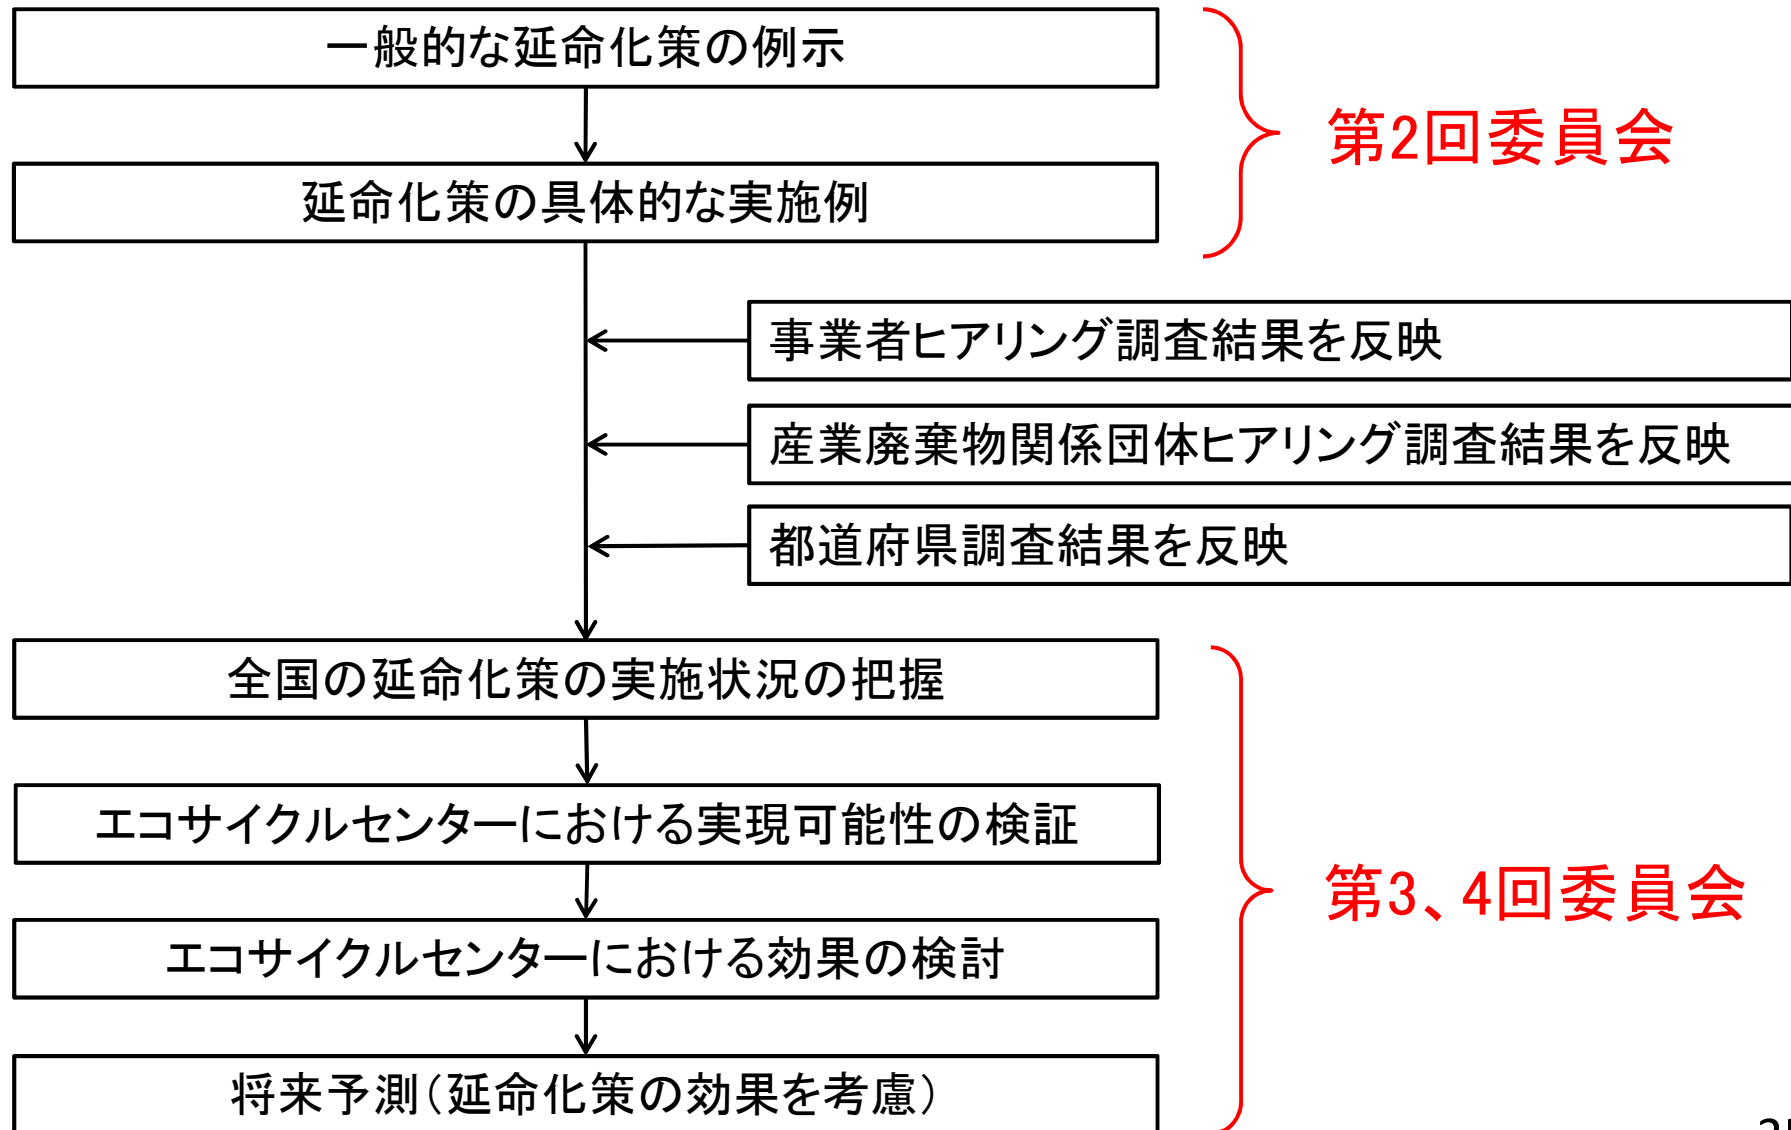 一般的な延命化策の例示
第2回委員会
延命化策の具体的な実施例
事業者ヒアリング調査結果を反映
産業廃棄物関係団体ヒアリング調査結果を反映
都道府県調査結果を反映
全国の延命化策の実施状況の把握
エコサイクルセンターにおける実現可能性の検証
第3、4回委員会
エコサイクルセンターにおける効果の検討
将来予測（延命化策の効果を考慮）